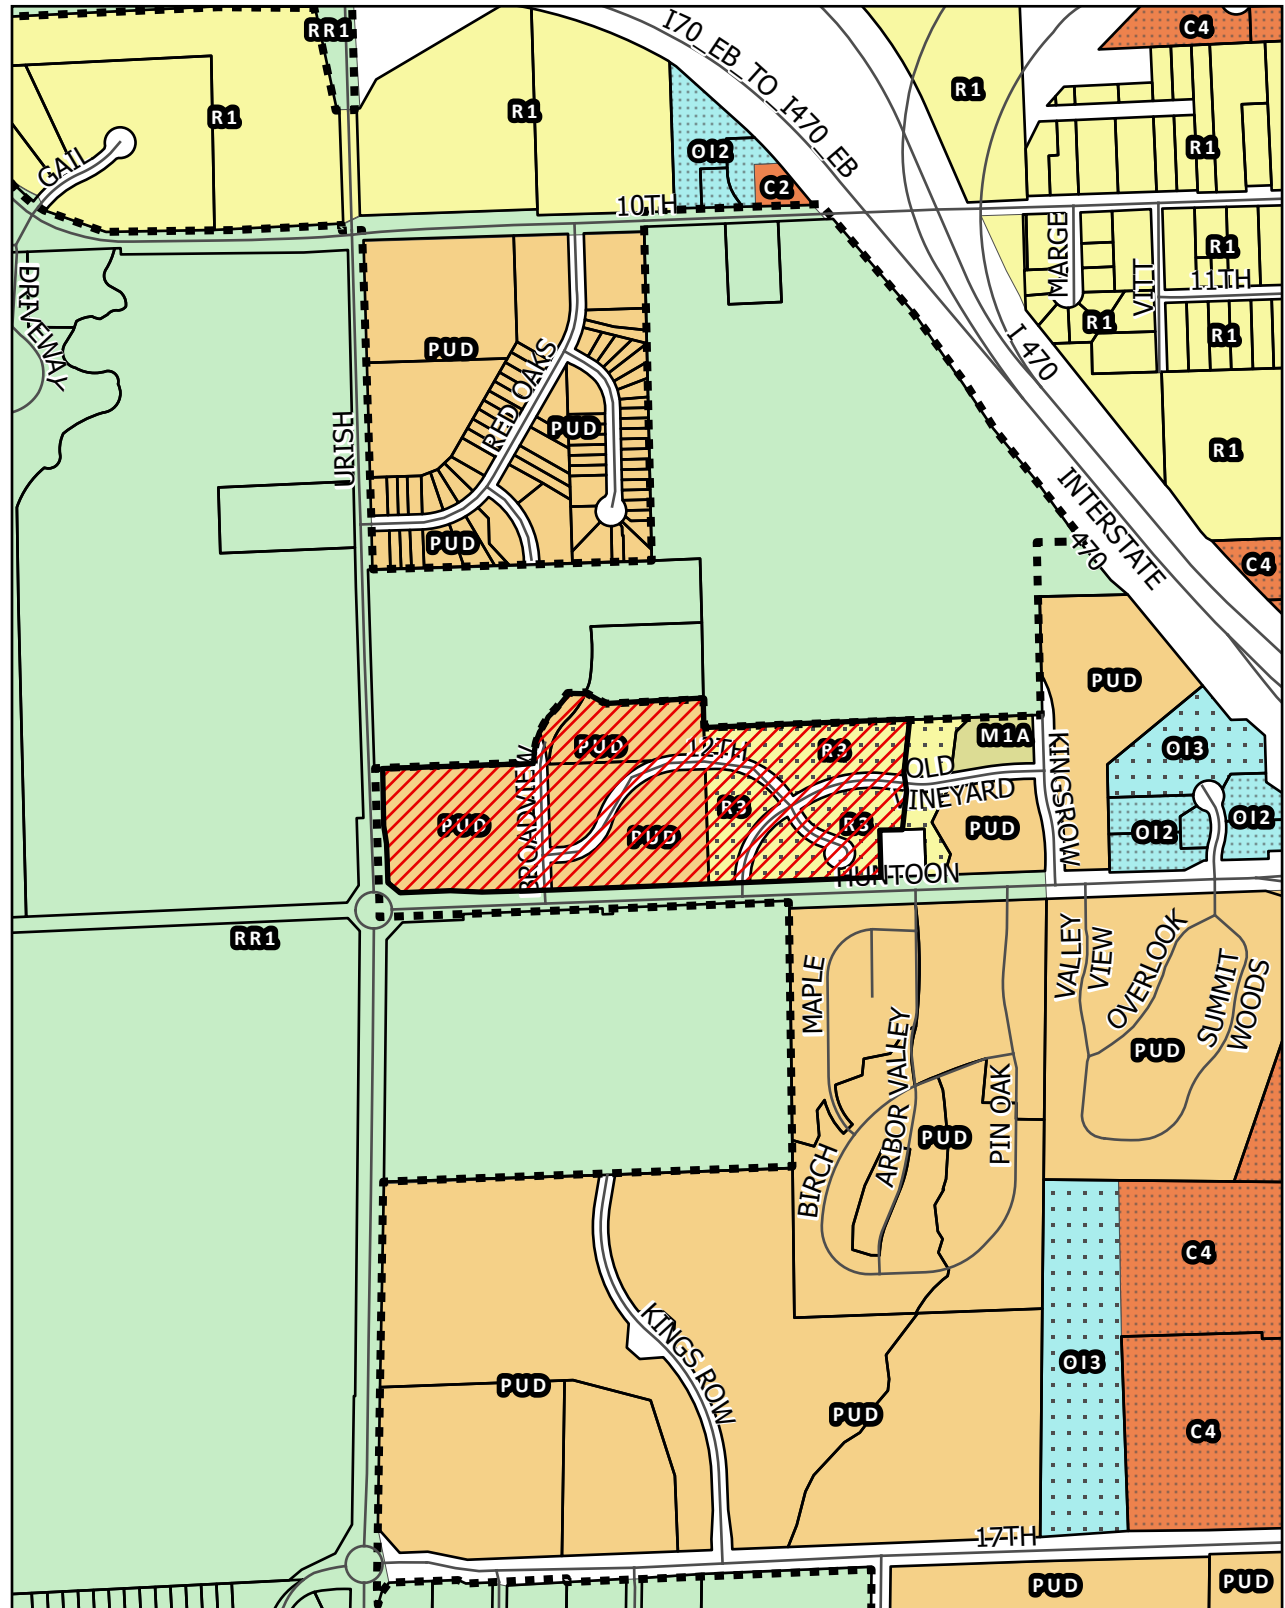 RR1
C4
I70_EB_TO_I470_EB
R1
R1
R1
R1
GAIL
OI2
C2
10TH
MARGE
VITT
R1
11TH
DRIVEWAY
R1
R1
I 470
PUD
RED OAKS
PUD
URISH
R1
INTERSTATE
470
PUD
C4
PUD
OI3
M1A
KINGSROW
PUD
12TH
R3
OLD
INEYARD
BROADVIEW
PUD
PUD
R3
R3
PUD
OI2
OI2
HUNTOON
RR1
MAPLE
VALLEY
VIEW
OVERLOOK
SUMMIT
WOODS
PUD
ARBOR VALLEY
PIN OAK
PUD
BIRCH
C4
KINGS ROW
OI3
PUD
PUD
C4
17TH
PUD
PUD